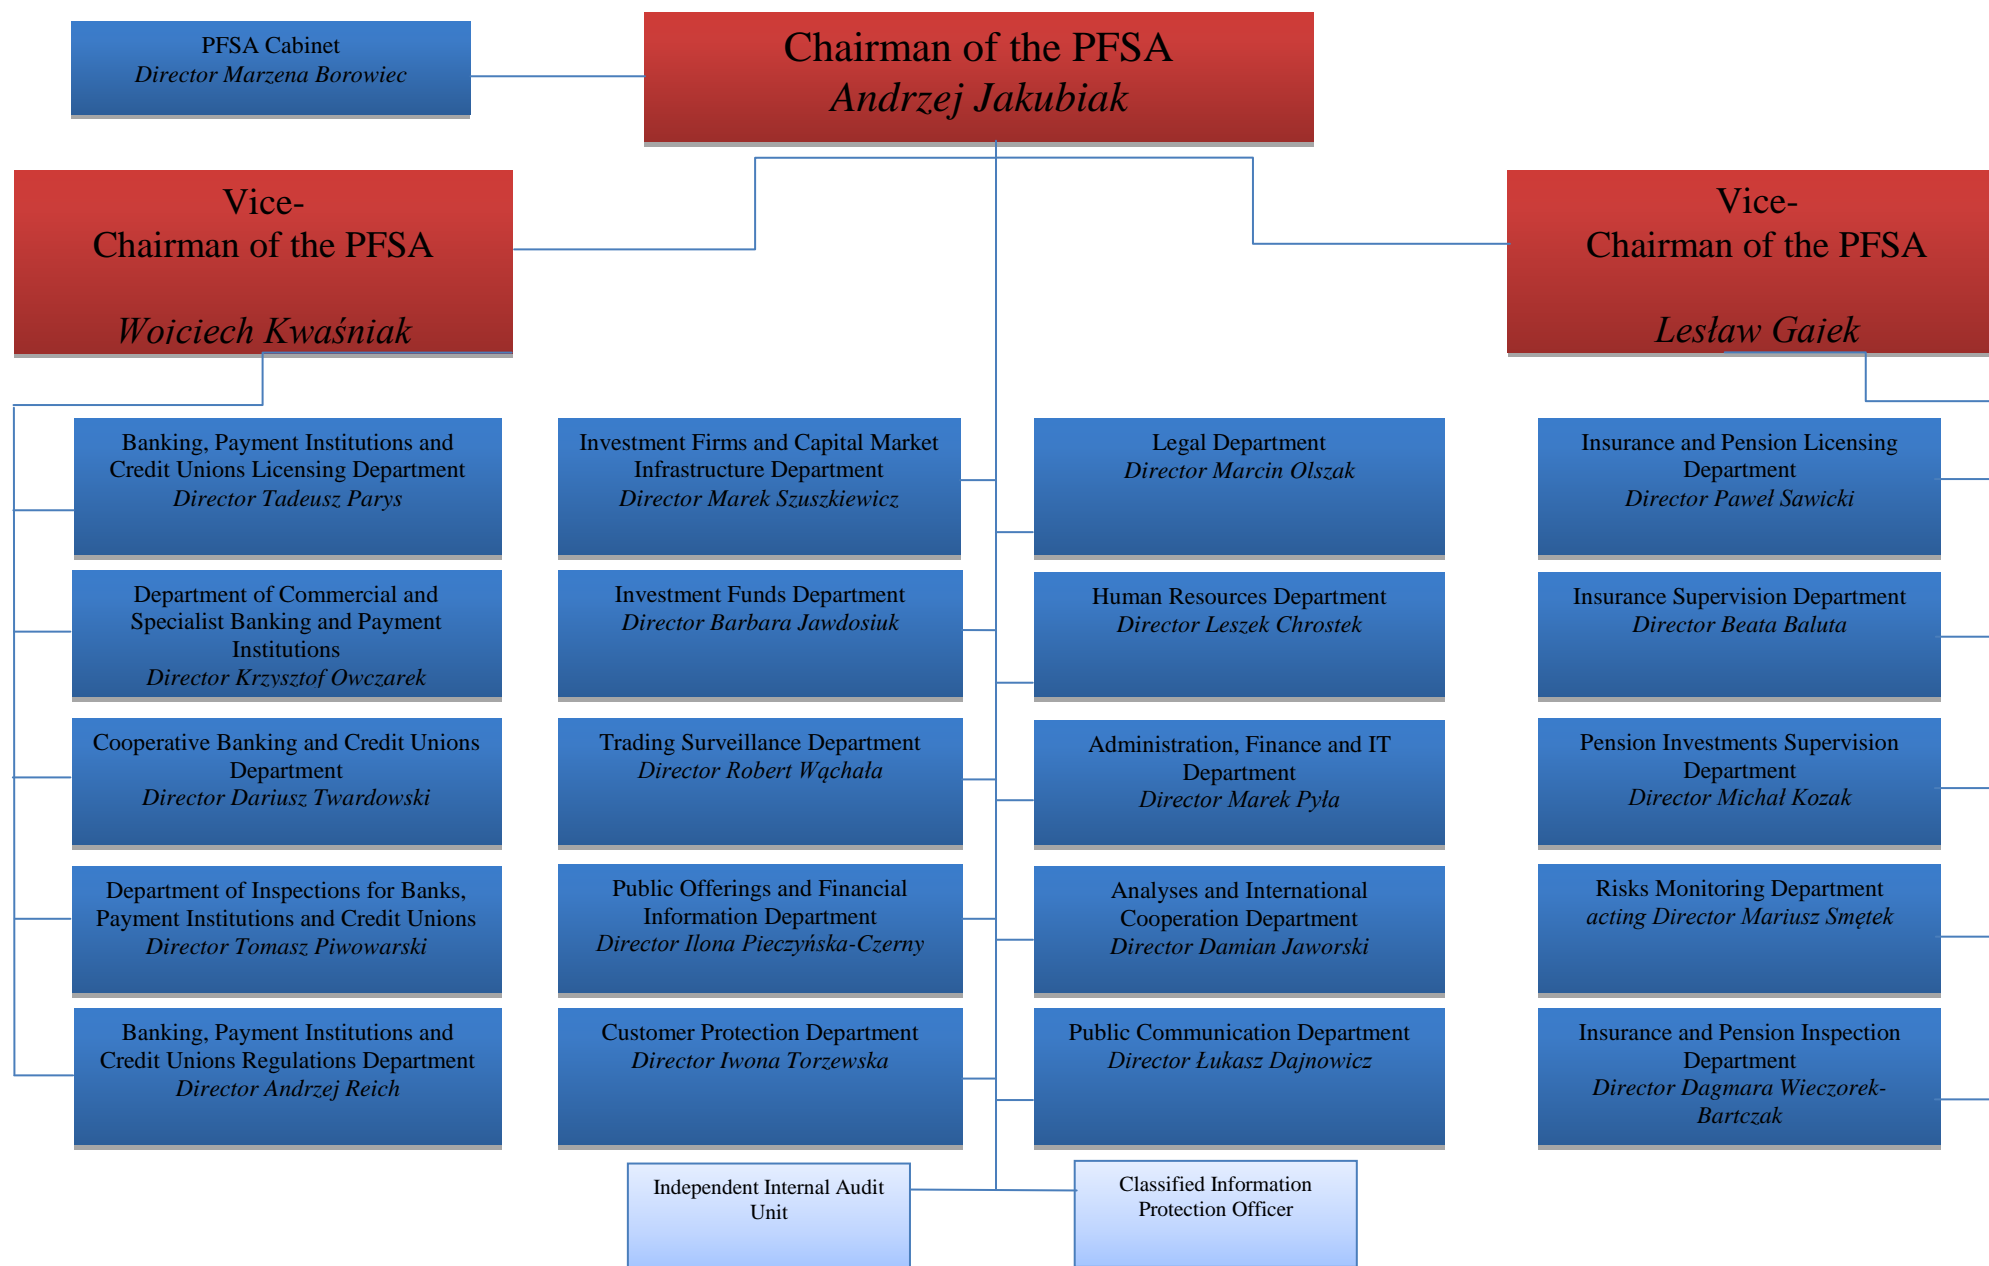 PFSA Cabinet
Director Marzena Borowiec
Chairman of the PFSA
Andrzej Jakubiak
Vice-
Chairman of the PFSA
Wojciech Kwaśniak
Vice-
Chairman of the PFSA
Lesław Gajek
Banking, Payment Institutions and
Credit Unions Licensing Department
Director Tadeusz Parys
Department of Commercial and
Specialist Banking and Payment
Institutions
Director Krzysztof Owczarek
Cooperative Banking and Credit Unions
Department
Director Dariusz Twardowski
Department of Inspections for Banks,
Payment Institutions and Credit Unions
Director Tomasz Piwowarski
Banking, Payment Institutions and
Credit Unions Regulations Department
Director Andrzej Reich
Investment Firms and Capital Market
Infrastructure Department
Director Marek Szuszkiewicz
Investment Funds Department
Director Barbara Jawdosiuk
Trading Surveillance Department
Director Robert Wąchała
Public Offerings and Financial
Information Department
Director Ilona Pieczyńska-Czerny
Customer Protection Department
Director Iwona Torzewska
Legal Department
Director Marcin Olszak
Human Resources Department
Director Leszek Chrostek
Administration, Finance and IT
Department
Director Marek Pyła
Analyses and International
Cooperation Department
Director Damian Jaworski
Public Communication Department
Director Łukasz Dajnowicz
Insurance and Pension Licensing
Department
Director Paweł Sawicki
Insurance Supervision Department
Director Beata Baluta
Pension Investments Supervision
Department
Director Michał Kozak
Risks Monitoring Department
acting Director Mariusz Smętek
Insurance and Pension Inspection
Department
Director Dagmara Wieczorek-
Bartczak
Independent Internal Audit
Unit
Classified Information
Protection Officer